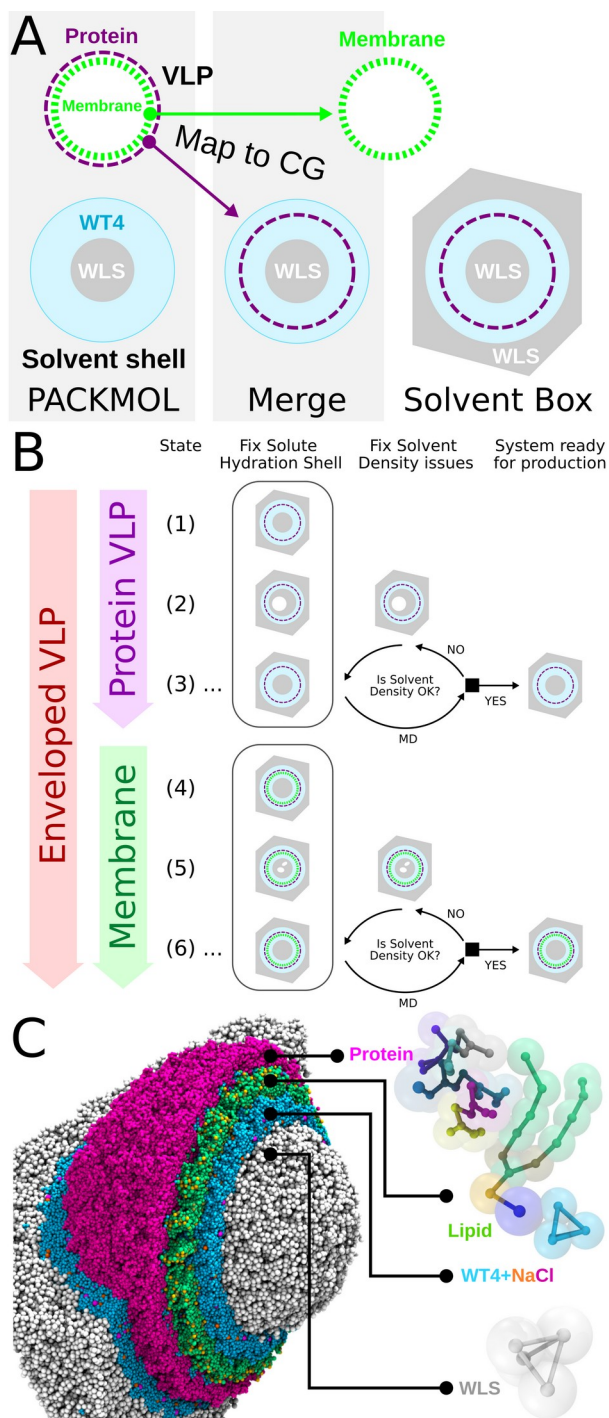 A
Protein
VLP
Membrane
Membrane
Map to CG
WT4
WLS
WLS
WLS
WLS
Solvent shell
PACKMOL
Merge
Solvent Box
B
State
Fix Solute
Hydration Shell
Fix Solvent
Density issues
System ready
for production
Enveloped VLP
Protein VLP
(1)
(2)
(3) ...
NO
Is Solvent
Density OK?
YES
MD
Membrane
(4)
(5)
(6) ...
NO
Is Solvent
Density OK?
YES
MD
C
Protein
Lipid
WT4+NaCl
WLS